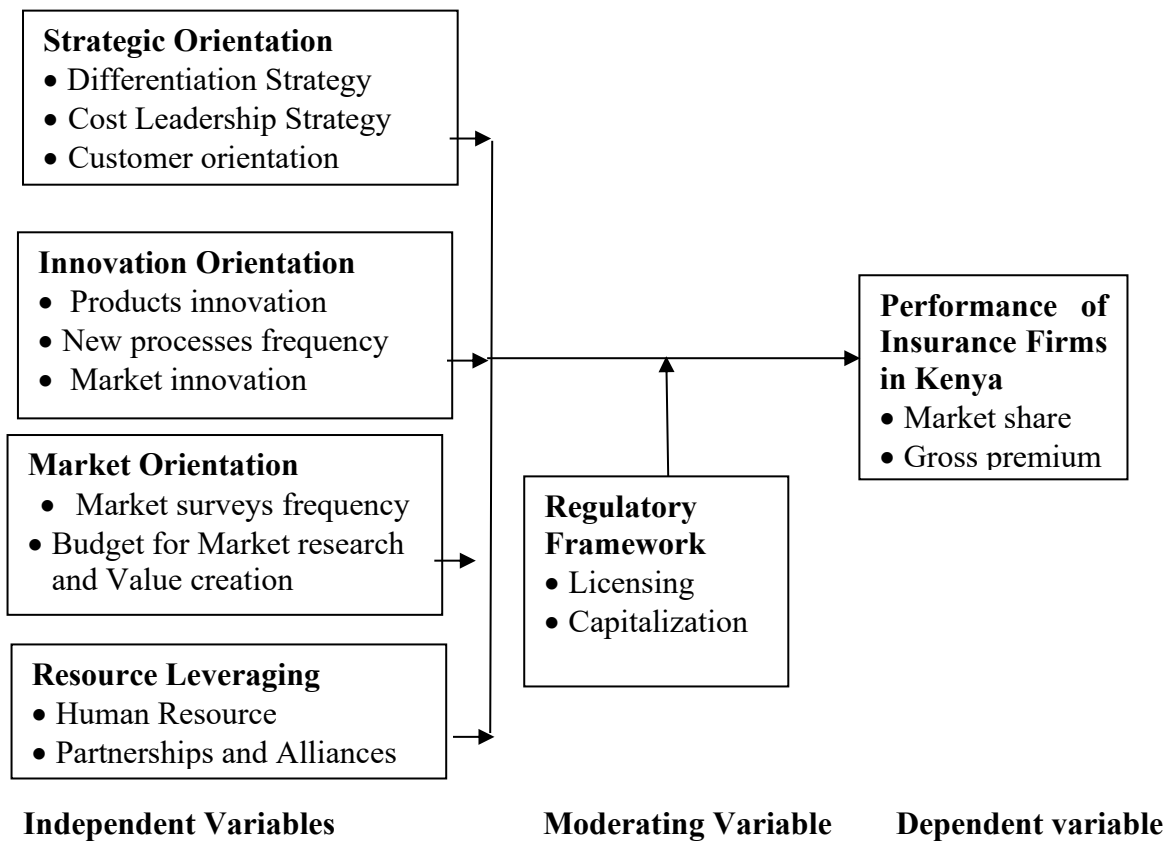 Strategic Orientation
• Differentiation Strategy
• Cost Leadership Strategy
• Customer orientation
Innovation Orientation
• Products innovation
• New processes frequency
• Market innovation
Market Orientation
• Market surveys frequency
• Budget for Market research
and Value creation
Resource Leveraging
• Human Resource
• Partnerships and Alliances
Regulatory
Framework
• Licensing
• Capitalization
Performance of
Insurance Firms
in Kenya
• Market share
• Gross premium
Independent Variables
Moderating Variable
Dependent variable